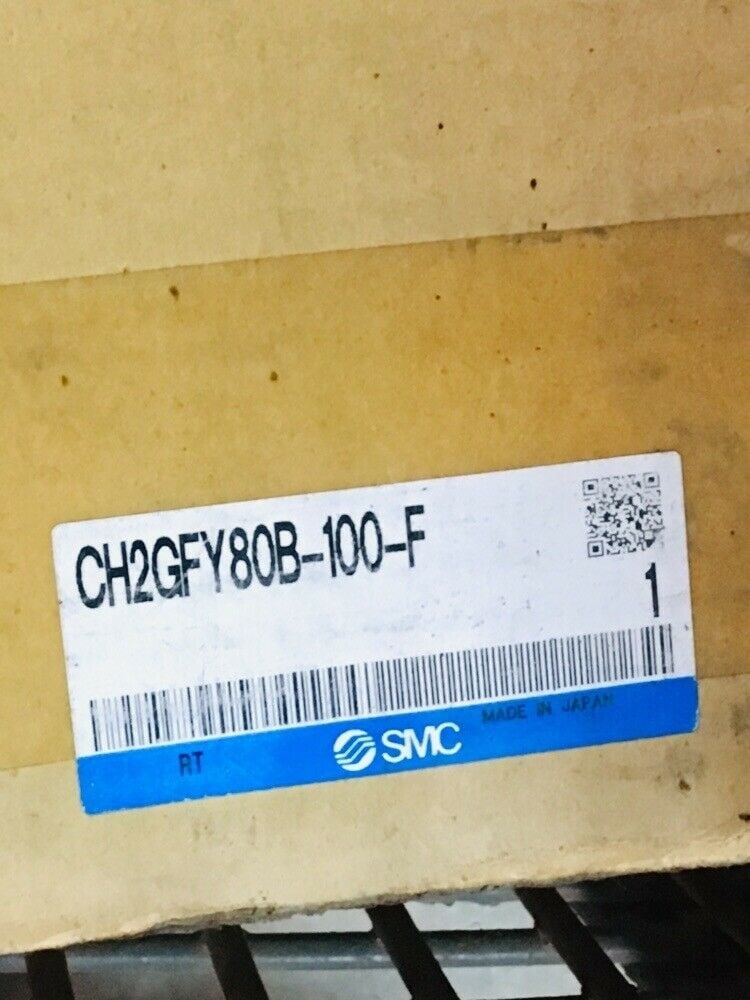 CH2GFY80B-100-F
1
RT
SMC
MADE IN JAPAN